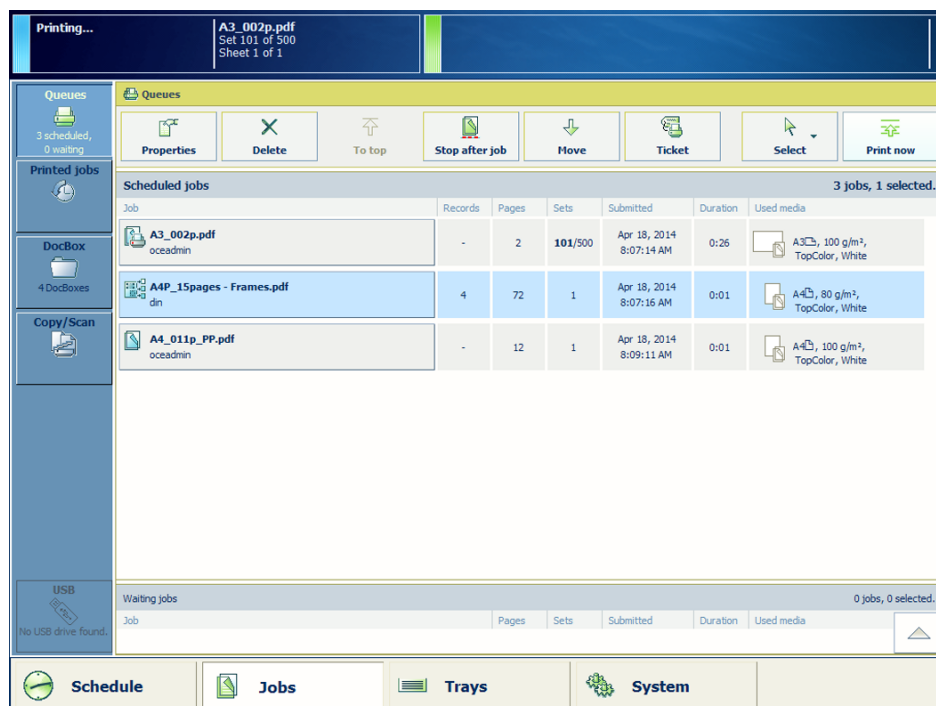 Printing...
A3_002p.pdf
Set 101 of 500
Sheet 1 of 1
Queues
3 scheduled,
0 waiting
Printed jobs
DocBox
4 DocBoxes
Copy/Scan
USB
No USB drive found.
Queues
Properties
Delete
To top
Stop after job
Move
Ticket
Select
Print now
Scheduled jobs
3 jobs, 1 selected.
Job Records Pages Sets Submitted Duration Used media
A3_002p.pdf
oceadmin
- 2 101/500
Apr 18, 2014
8:07:14 AM
0:26
A3, 100 g/m²,
TopColor, White
A4P_15pages - Frames.pdf
din
4 72 1
Apr 18, 2014
8:07:16 AM
0:01
A4, 80 g/m²,
TopColor, White
A4_011p_PP.pdf
oceadmin
- 12 1
Apr 18, 2014
8:09:11 AM
0:01
A4, 100 g/m²,
TopColor, White
Waiting jobs
0 jobs, 0 selected.
Job Pages Sets Submitted Duration Used media
Schedule
Jobs
Trays
System